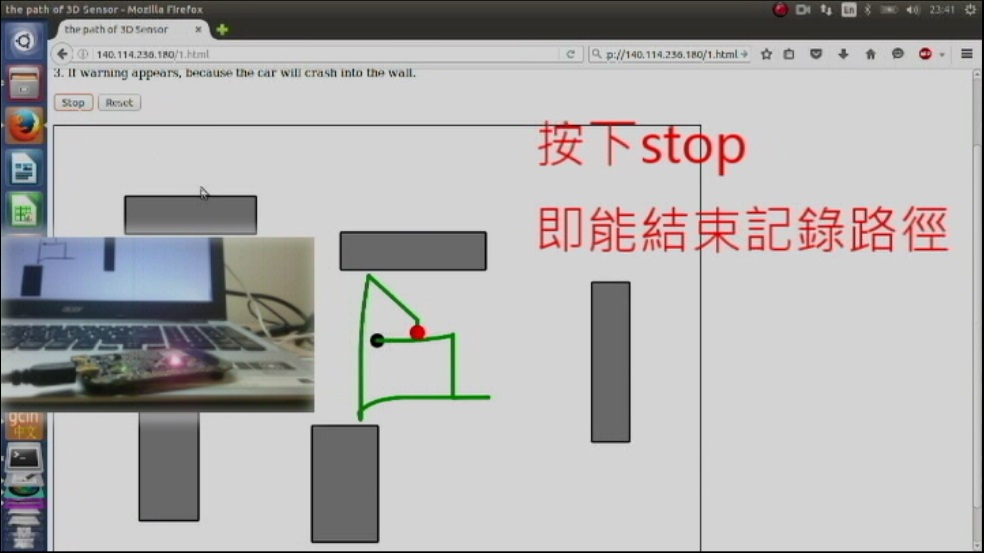 the path of 3D Sensor - Mozilla Firefox
En
23:41
the path of 3D Sensor
140.114.236.180/1.html
p://140.114.236.180/1.html
3. If warning appears, because the car will crash into the wall.
Stop
Reset
按下stop
即能結束記錄路徑
acer
gcin
中文